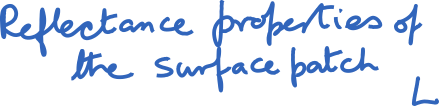 Reflectance properties of
the surface patch
L